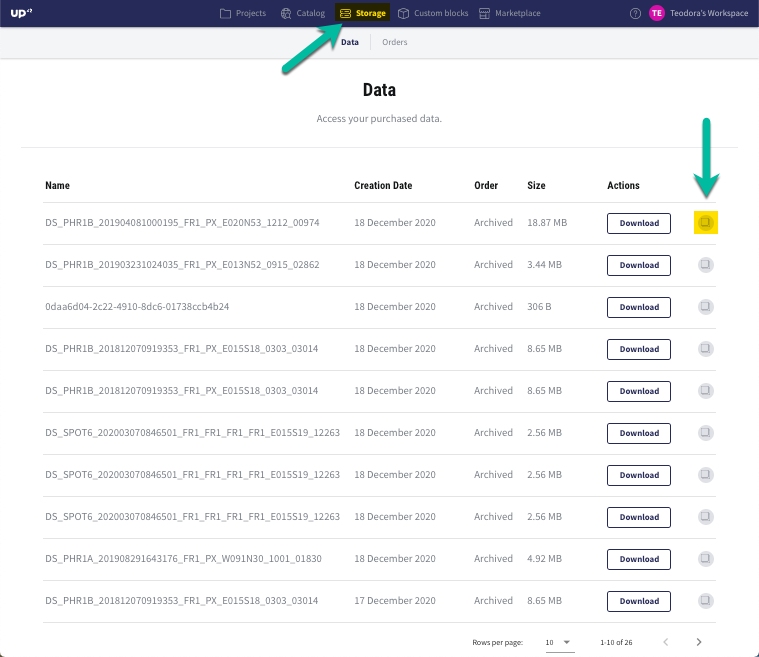 UP42 Projects Catalog Storage Custom blocks Marketplace ? TE Teodora's Workspace
Data Orders
Data
Access your purchased data.
Name Creation Date Order Size Actions
DS_PHR1B_201904081000195_FR1_PX_E020N53_1212_00974 18 December 2020 Archived 18.87 MB Download
DS_PHR1B_201903231024035_FR1_PX_E013N52_0915_02862 18 December 2020 Archived 3.44 MB Download
0daa6d04-2c22-4910-8dc6-01738ccb4b24 18 December 2020 Archived 306 B Download
DS_PHR1B_201812070919353_FR1_PX_E015S18_0303_03014 18 December 2020 Archived 8.65 MB Download
DS_PHR1B_201812070919353_FR1_PX_E015S18_0303_03014 18 December 2020 Archived 8.65 MB Download
DS_SPOT6_202003070846501_FR1_FR1_FR1_FR1_E015S19_12263 18 December 2020 Archived 2.56 MB Download
DS_SPOT6_202003070846501_FR1_FR1_FR1_FR1_E015S19_12263 18 December 2020 Archived 2.56 MB Download
DS_SPOT6_202003070846501_FR1_FR1_FR1_FR1_E015S19_12263 18 December 2020 Archived 2.56 MB Download
DS_PHR1A_201908291643176_FR1_PX_W091N30_1001_01830 18 December 2020 Archived 4.92 MB Download
DS_PHR1B_201812070919353_FR1_PX_E015S18_0303_03014 17 December 2020 Archived 8.65 MB Download
Rows per page: 10 1-10 of 26